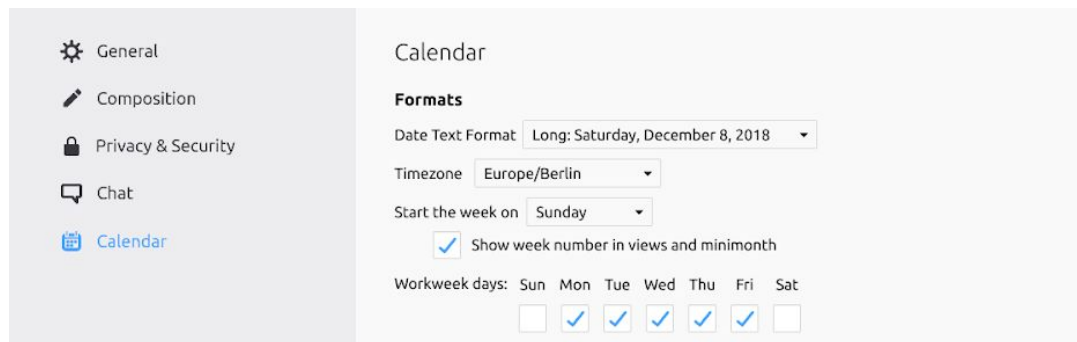 General
Composition
Privacy & Security
Chat
Calendar
Calendar
Formats
Date Text Format Long: Saturday, December 8, 2018
Timezone Europe/Berlin
Start the week on Sunday
Show week number in views and minimonth
Workweek days: Sun Mon Tue Wed Thu Fri Sat